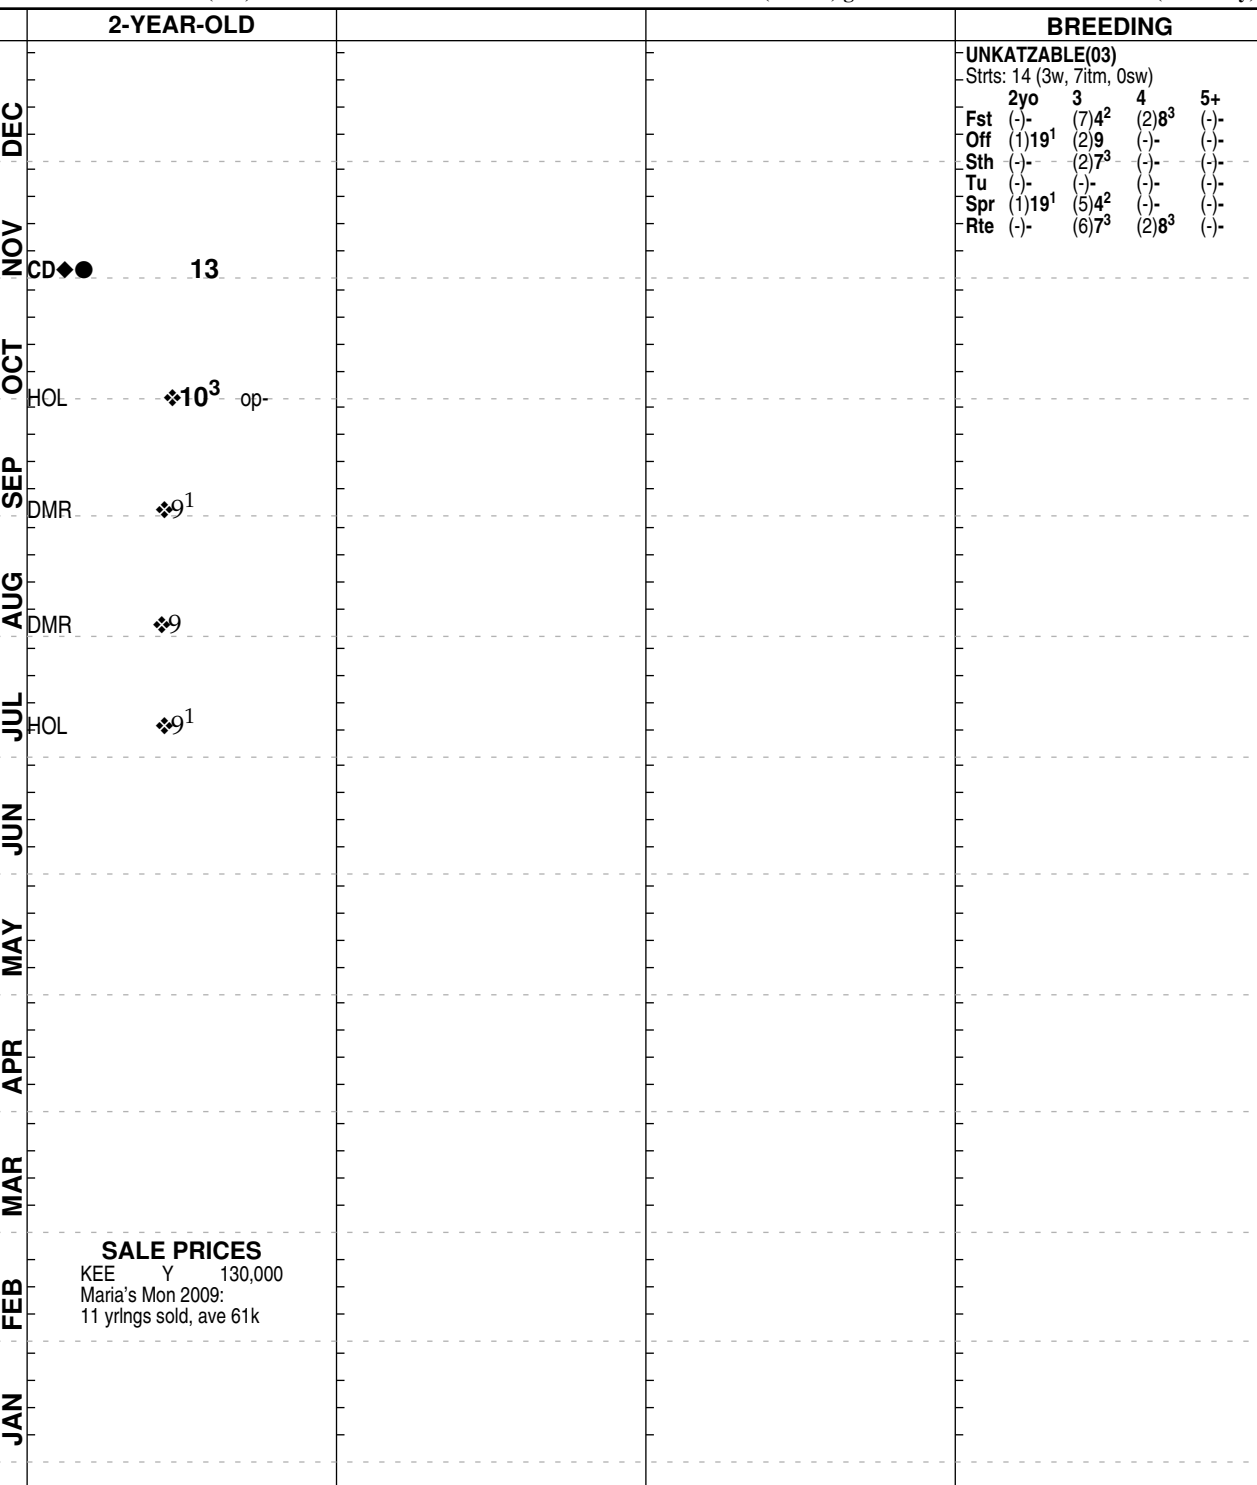 2-YEAR-OLD
BREEDING
DEC
NOV
CD◆● 13
OCT
HOL ❖10³ op-
SEP
DMR ❖9¹
AUG
DMR ❖9
JUL
HOL ❖9¹
JUN
MAY
APR
MAR
FEB
JAN
SALE PRICES
KEE Y 130,000
Maria's Mon 2009:
11 yrlngs sold, ave 61k
UNKATZABLE(03)
Strts: 14 (3w, 7itm, 0sw)
2yo 3 4 5+
Fst (-)- (7)4² (2)8³ (-)-
Off (1)19¹ (2)9 (-)- (-)-
Sth (-)- (2)7³ (-)- (-)-
Tu (-)- (-)- (-)- (-)-
Spr (1)19¹ (5)4² (-)- (-)-
Rte (-)- (6)7³ (2)8³ (-)-